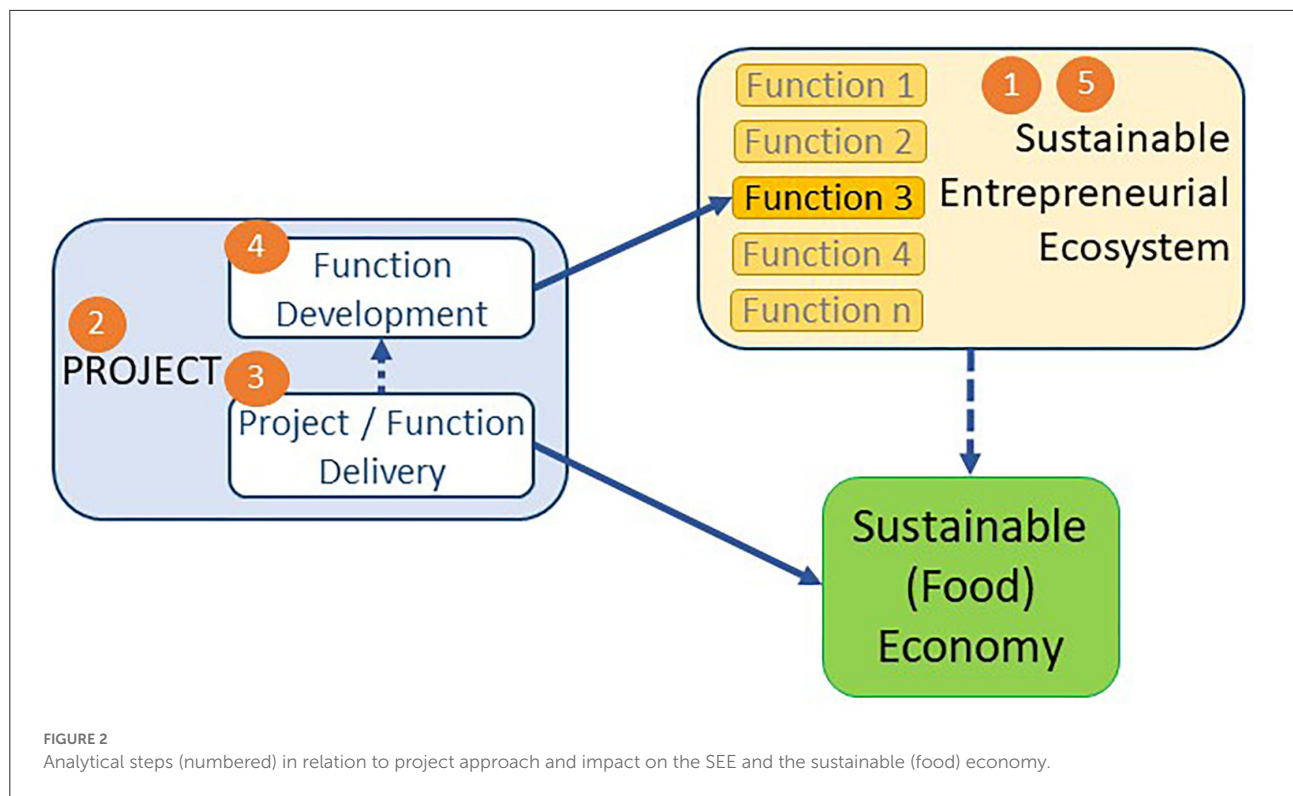 Function 1
Function 2
Function 3
Function 4
Function n
1 5
Sustainable
Entrepreneurial
Ecosystem
2
PROJECT
4
Function
Development
3
Project / Function
Delivery
Sustainable
(Food)
Economy
FIGURE 2
Analytical steps (numbered) in relation to project approach and impact on the SEE and the sustainable (food) economy.